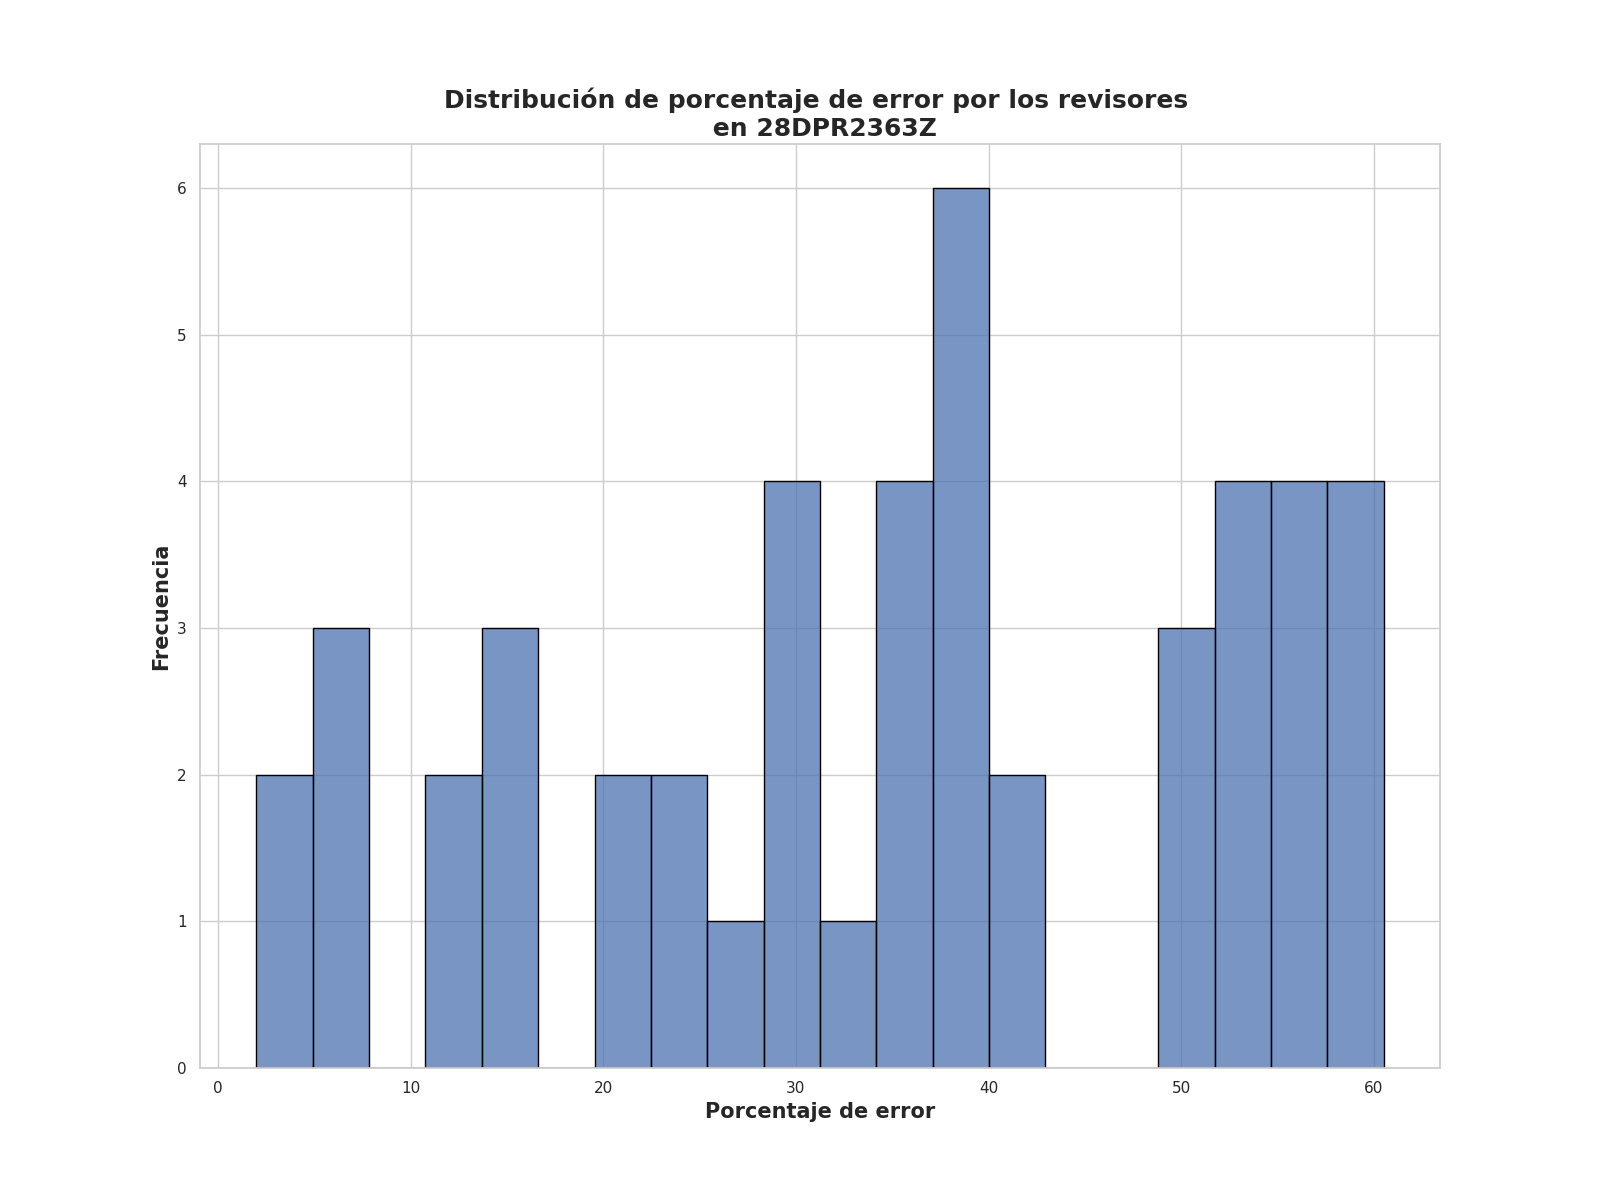 Distribución de porcentaje de error por los revisores
en 28DPR2363Z
6
5
4
3
2
1
0
Frecuencia
0 10 20 30 40 50 60
Porcentaje de error